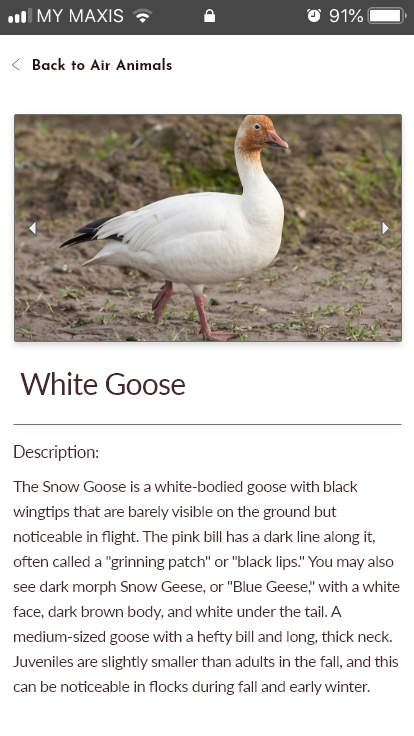 MY MAXIS 91%
Back to Air Animals
White Goose
Description:
The Snow Goose is a white-bodied goose with black
wingtips that are barely visible on the ground but
noticeable in flight. The pink bill has a dark line along it,
often called a "grinning patch" or "black lips." You may also
see dark morph Snow Geese, or "Blue Geese," with a white
face, dark brown body, and white under the tail. A
medium-sized goose with a hefty bill and long, thick neck.
Juveniles are slightly smaller than adults in the fall, and this
can be noticeable in flocks during fall and early winter.